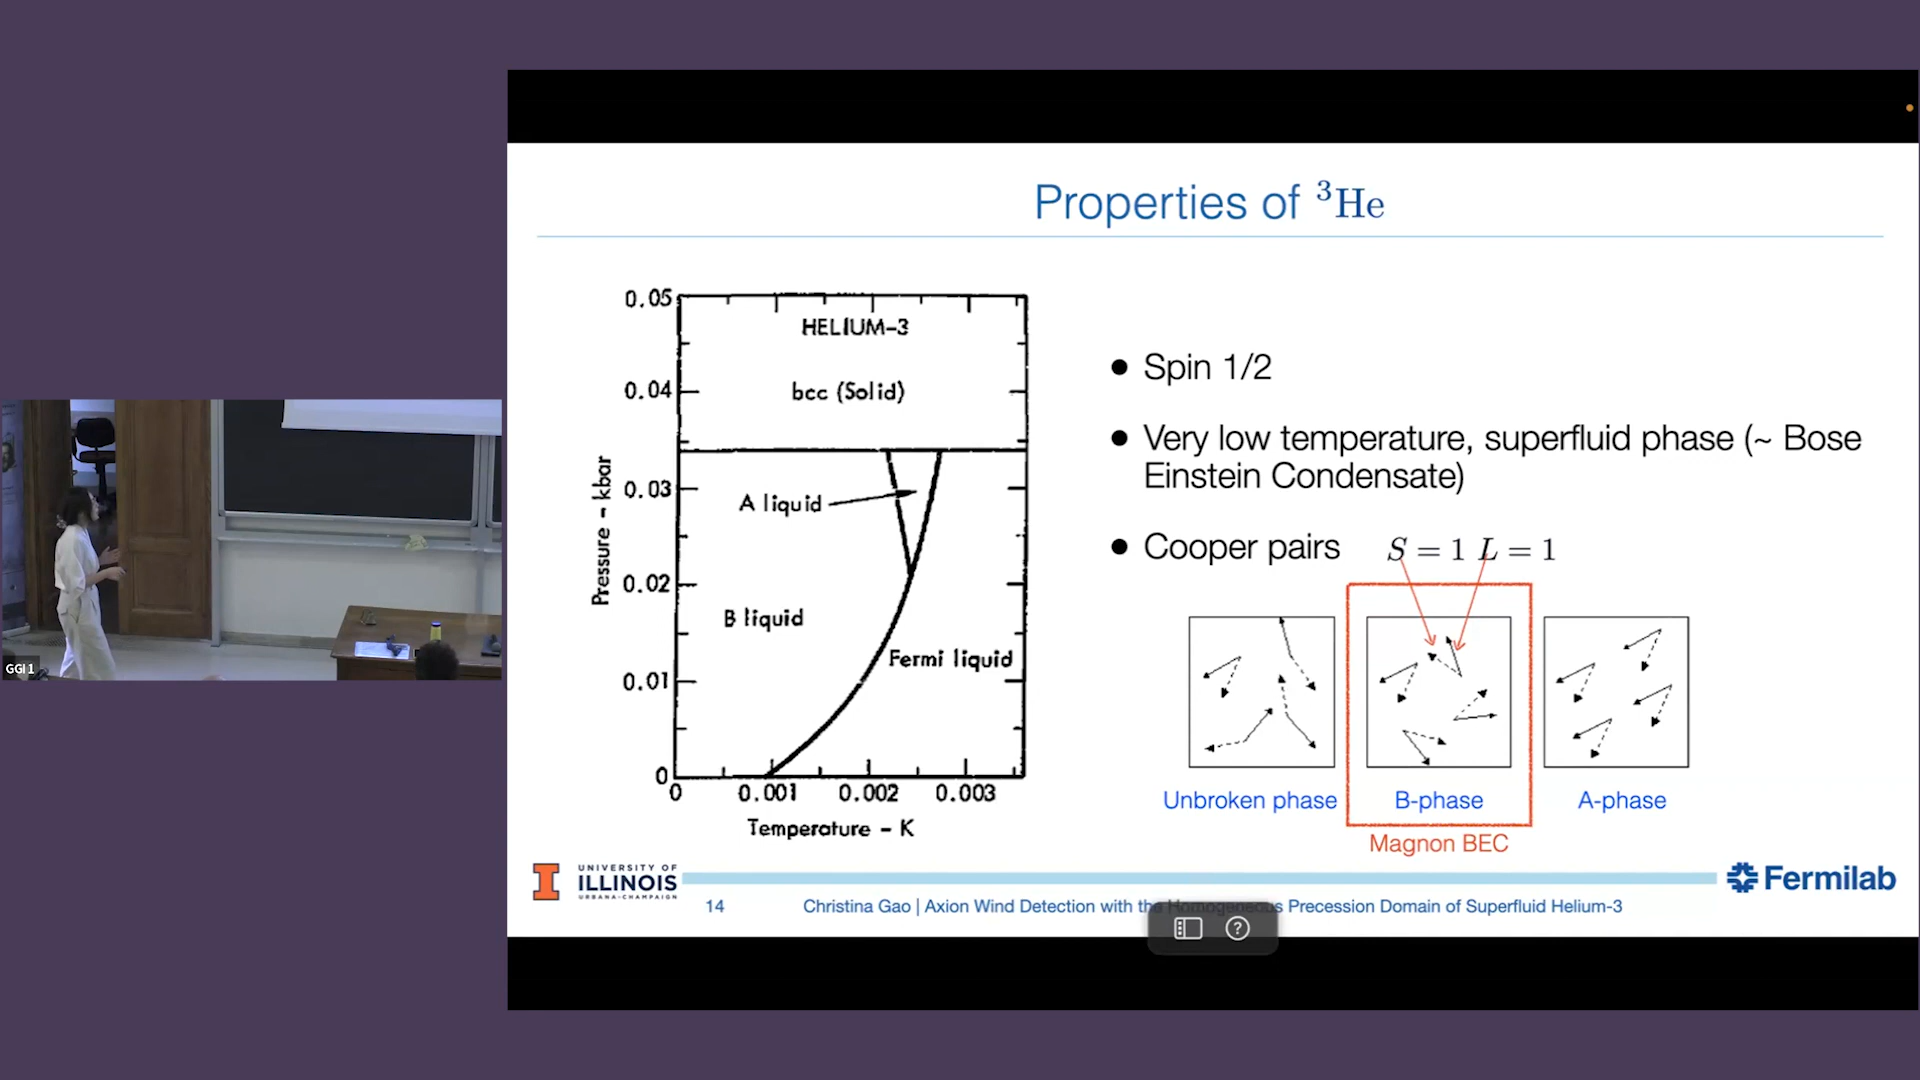 Properties of ³He
0.05
HELIUM-3
0.04
bcc (Solid)
0.03
A liquid
0.02
B liquid
Fermi liquid
0.01
0
0
0.001
0.002
0.003
Pressure - kbar
Temperature - K
● Spin 1/2
● Very low temperature, superfluid phase (~ Bose
Einstein Condensate)
● Cooper pairs S = 1 L = 1
Unbroken phase
B-phase
A-phase
Magnon BEC
UNIVERSITY OF
ILLINOIS
URBANA-CHAMPAIGN
Fermilab
14
Christina Gao | Axion Wind Detection with the Homogeneous Precession Domain of Superfluid Helium-3
GGI 1